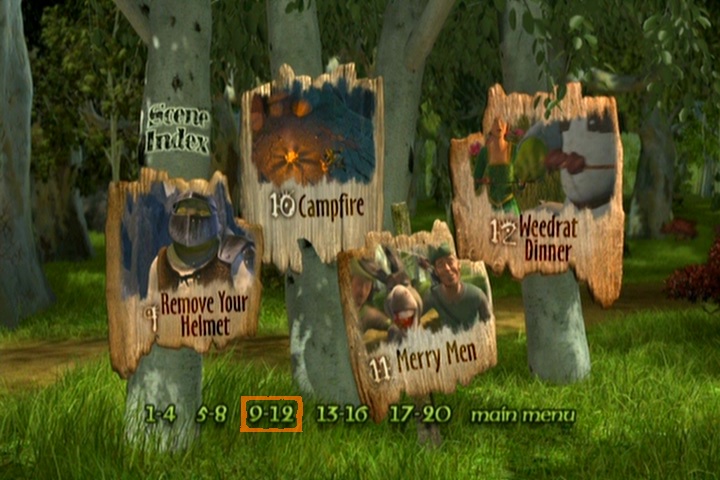 Scene
Index
9 Remove Your
Helmet
10 Campfire
11 Merry Men
12 Weedrat
Dinner
1-4 5-8 9-12 13-16 17-20 main menu